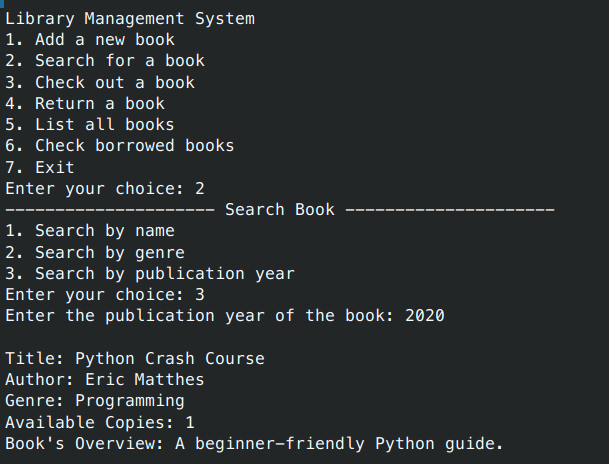 Library Management System
1. Add a new book
2. Search for a book
3. Check out a book
4. Return a book
5. List all books
6. Check borrowed books
7. Exit
Enter your choice: 2
--------------------- Search Book ---------------------
1. Search by name
2. Search by genre
3. Search by publication year
Enter your choice: 3
Enter the publication year of the book: 2020
Title: Python Crash Course
Author: Eric Matthes
Genre: Programming
Available Copies: 1
Book's Overview: A beginner-friendly Python guide.